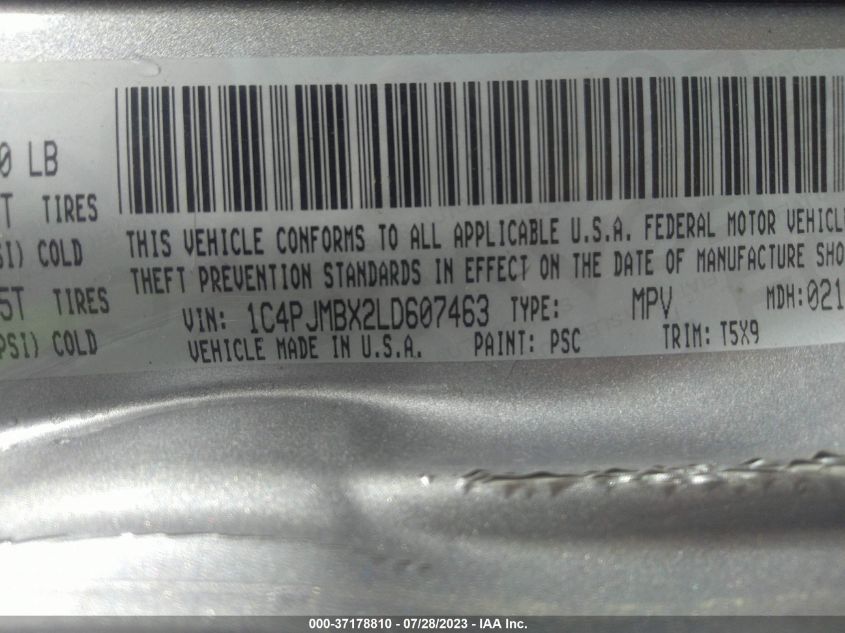 0 LB
T TIRES
SI) COLD
5T TIRES
PSI) COLD
THIS VEHICLE CONFORMS TO ALL APPLICABLE U.S.A. FEDERAL MOTOR VEHICLE
THEFT PREVENTION STANDARDS IN EFFECT ON THE DATE OF MANUFACTURE SHO
VIN: 1C4PJMBX2LD607463 TYPE: MPV MDH:021
VEHICLE MADE IN U.S.A. PAINT: PSC TRIM: T5X9
000-37178810 - 07/28/2023 - IAA Inc.